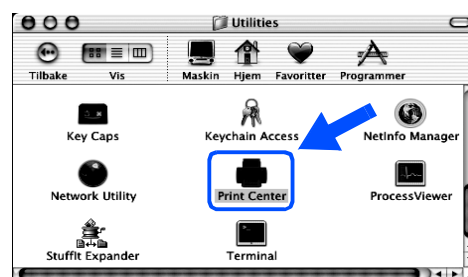 Utilities
Tilbake Vis Maskin Hjem Favoritter Programmer
Key Caps Keychain Access NetInfo Manager
Network Utility Print Center ProcessViewer
StuffIt Expander Terminal